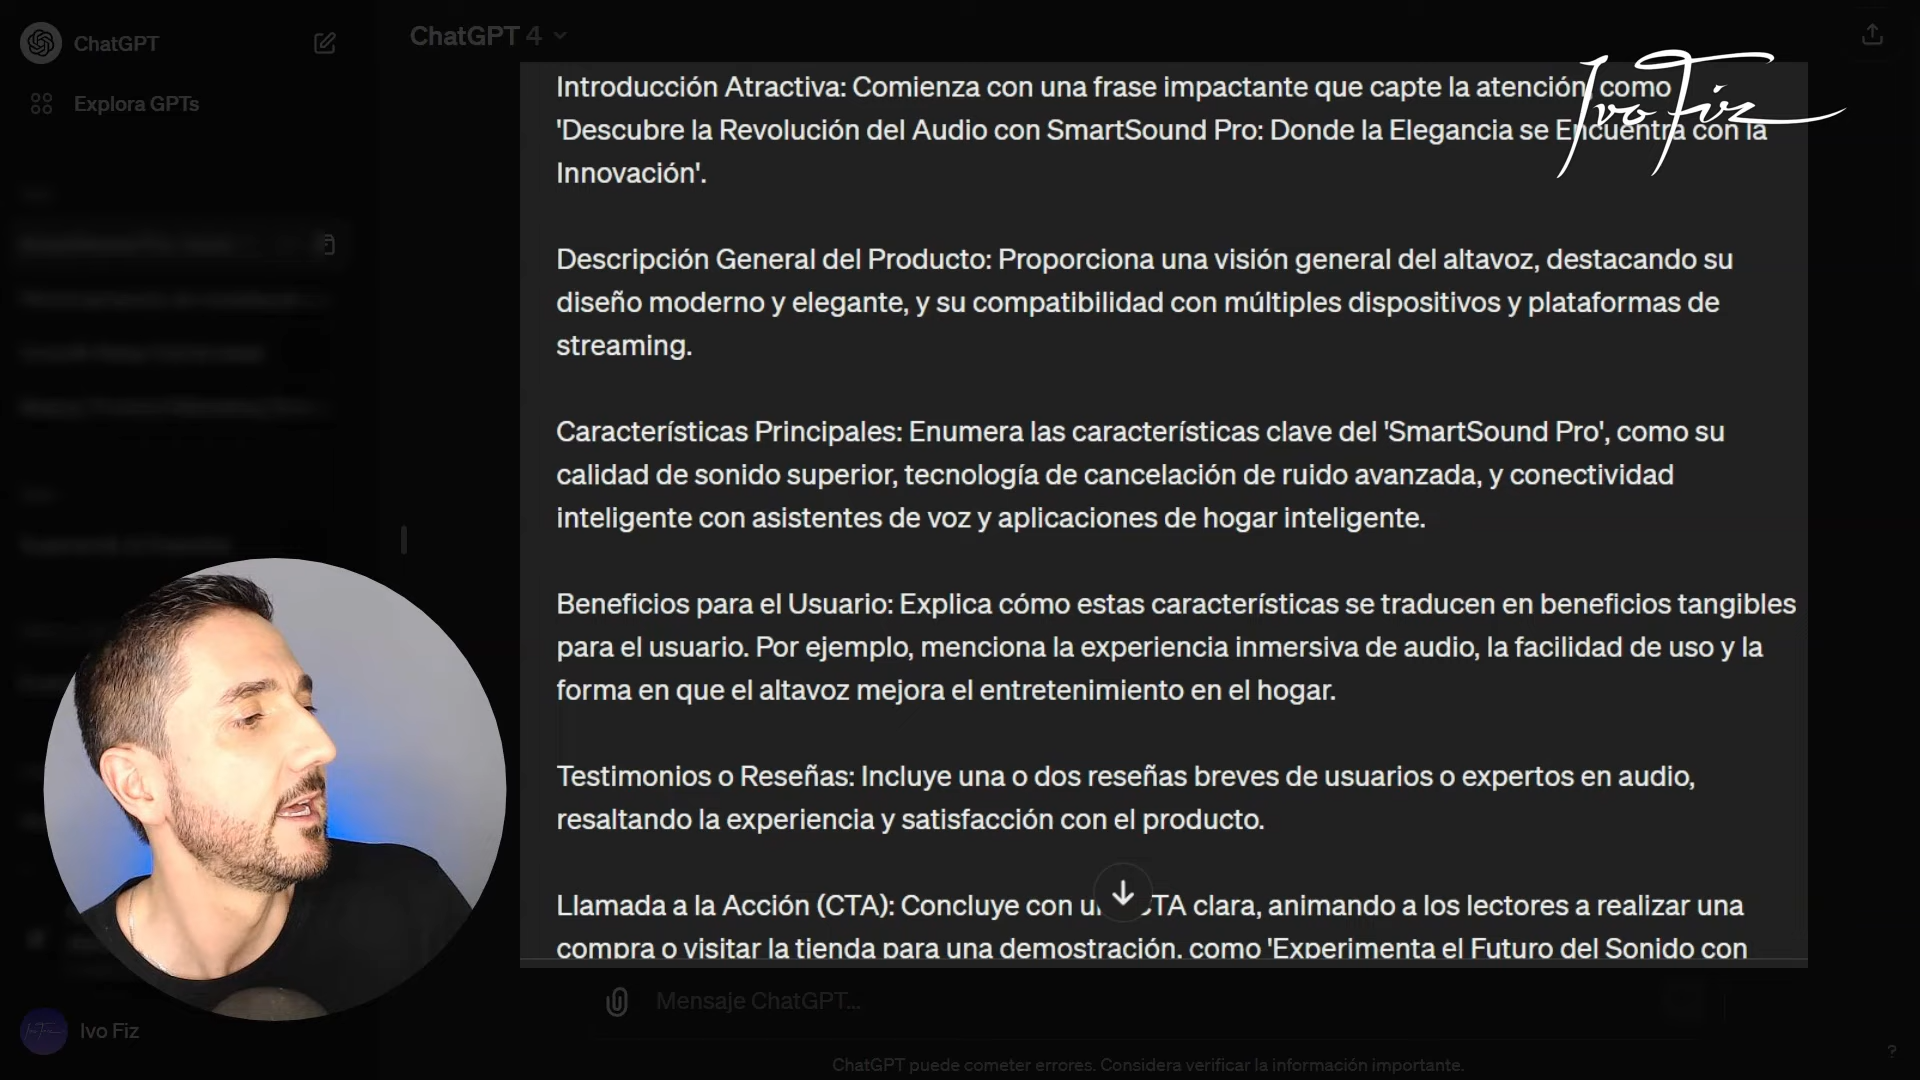 ChatGPT
ChatGPT 4
Explora GPTs
Ivo Fiz
Introducción Atractiva: Comienza con una frase impactante que capte la atención, como
'Descubre la Revolución del Audio con SmartSound Pro: Donde la Elegancia se Encuentra con la
Innovación'.
Descripción General del Producto: Proporciona una visión general del altavoz, destacando su
diseño moderno y elegante, y su compatibilidad con múltiples dispositivos y plataformas de
streaming.
Características Principales: Enumera las características clave del 'SmartSound Pro', como su
calidad de sonido superior, tecnología de cancelación de ruido avanzada, y conectividad
inteligente con asistentes de voz y aplicaciones de hogar inteligente.
Beneficios para el Usuario: Explica cómo estas características se traducen en beneficios tangibles
para el usuario. Por ejemplo, menciona la experiencia inmersiva de audio, la facilidad de uso y la
forma en que el altavoz mejora el entretenimiento en el hogar.
Testimonios o Reseñas: Incluye una o dos reseñas breves de usuarios o expertos en audio,
resaltando la experiencia y satisfacción con el producto.
Llamada a la Acción (CTA): Concluye con CTA clara, animando a los lectores a realizar una
compra o visitar la tienda para una demostración, como 'Experimenta el Futuro del Sonido con
Mensaje ChatGPT...
Ivo Fiz
ChatGPT puede cometer errores. Considera verificar la información importante.
?